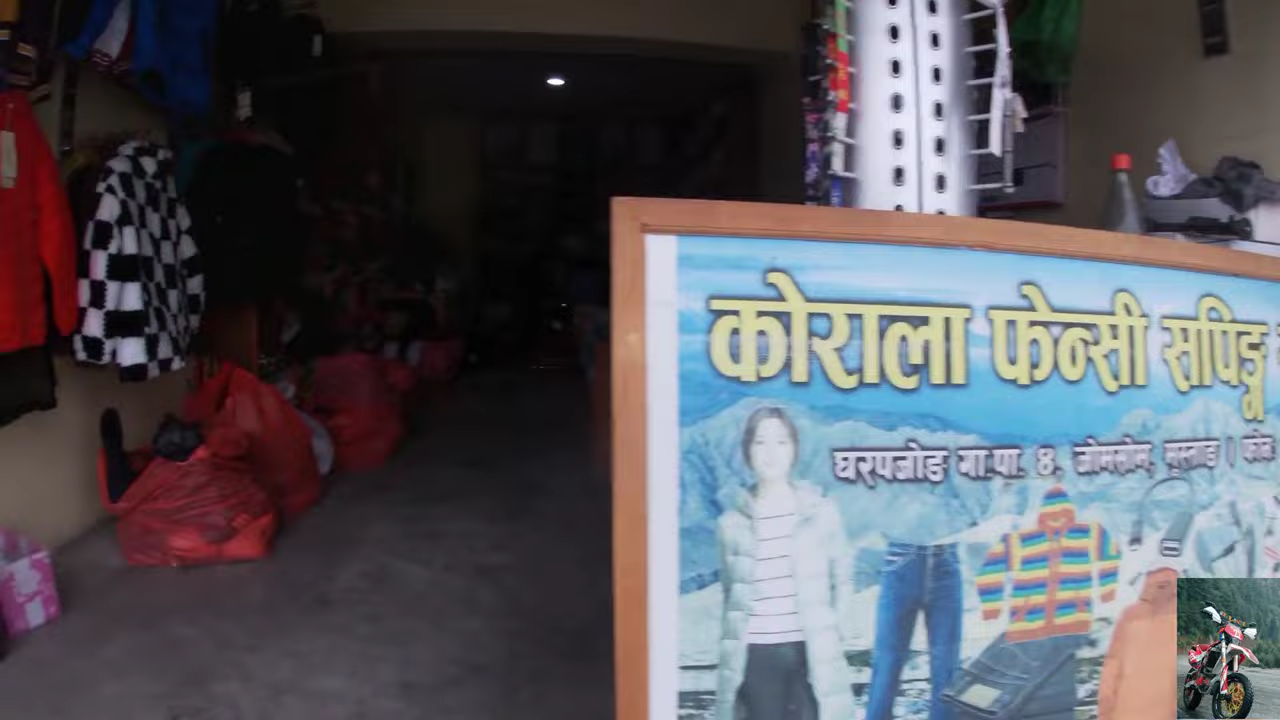 कोराला फेन्सी सपिङ्ग
घरपजोङ गा.पा. ४, जोमसोम, मुस्ताङ । फोन